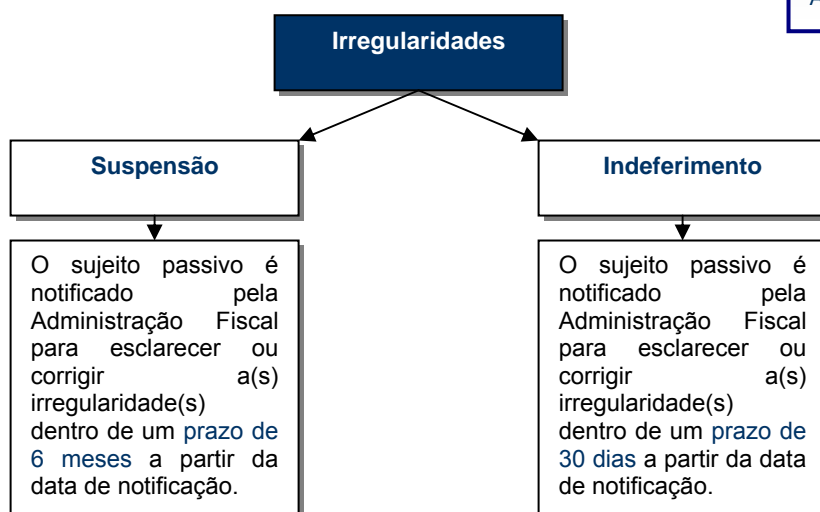 Irregularidades
Suspensão
Indeferimento
O sujeito passivo é
notificado pela
Administração Fiscal
para esclarecer ou
corrigir a(s)
irregularidade(s)
dentro de um prazo de
6 meses a partir da
data de notificação.
O sujeito passivo é
notificado pela
Administração Fiscal
para esclarecer ou
corrigir a(s)
irregularidade(s)
dentro de um prazo de
30 dias a partir da data
de notificação.